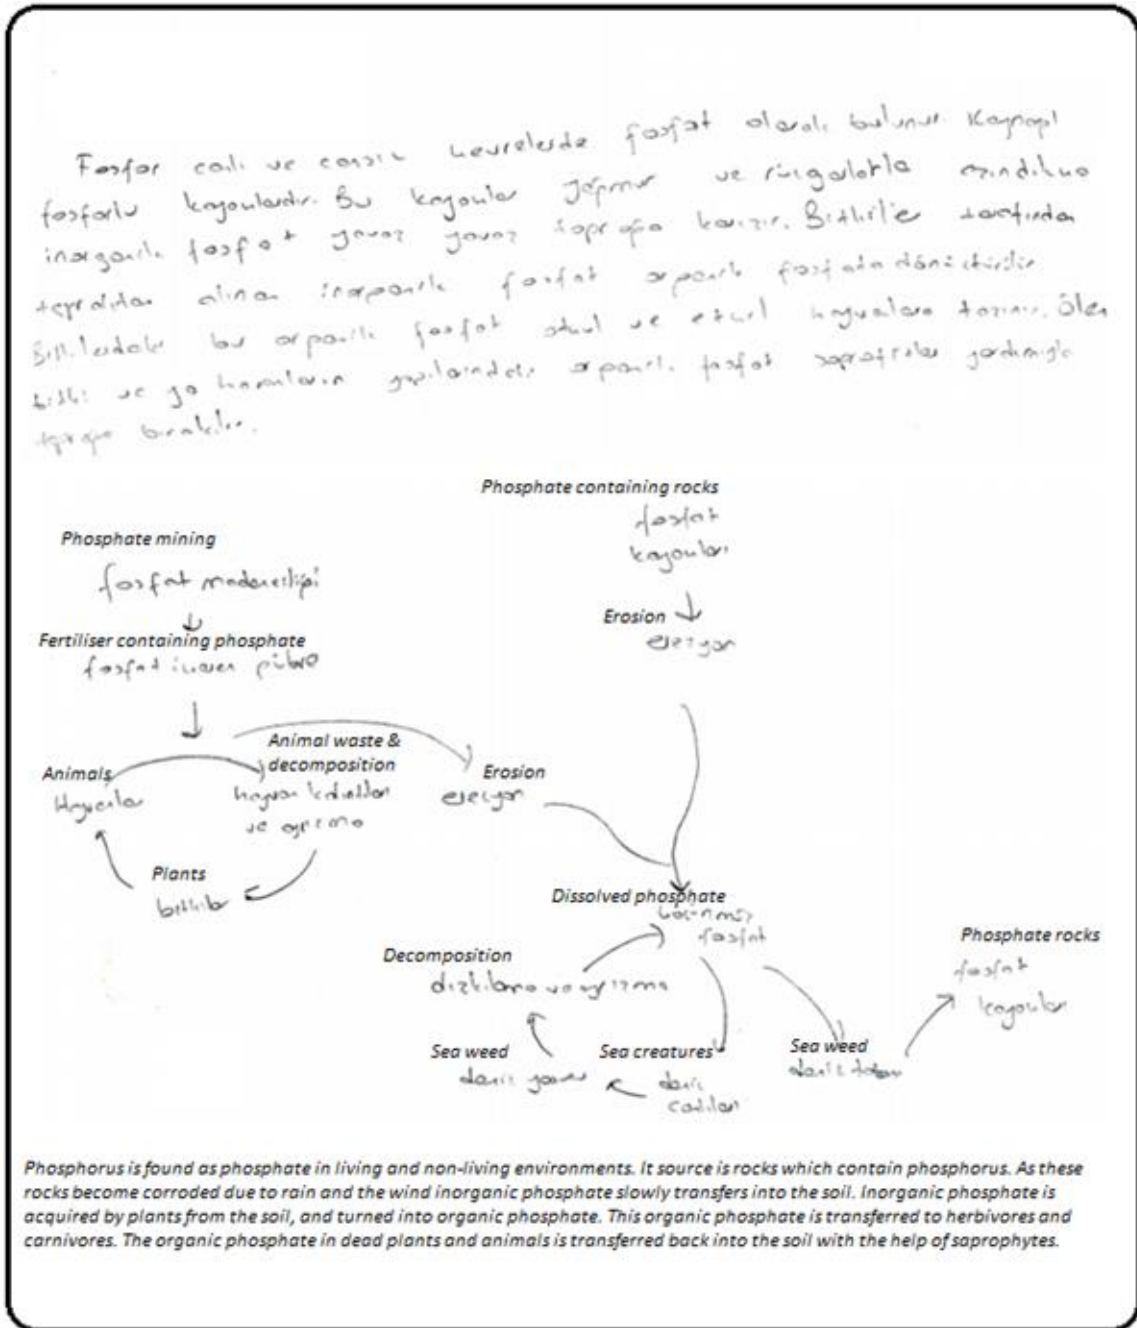 Fosfor canlı ve cansız çevrelerde fosfat olarak bulunur Kaynağı
fosforlu kayalardır. Bu kayalar yağmur ve rüzgarlarla aşındıkça
inorganik fosfat yavaş yavaş toprağa karışır. Bitkiler tarafından
topraktan alınan inorganik fosfat organik fosfata dönüştürülür
Bitkilerdeki bu organik fosfat otçul ve etçil hayvanlara taşınır. Ölen
bitki ve organik fosfat saprofitler yardımıyla
toprağa bırakılır.
Phosphate containing rocks
fosfat
kayaları
Phosphate mining
fosfat madenciliği
Erosion
erozyon
Fertiliser containing phosphate
fosfat içeren gübre
Animal waste &
decomposition
Animals
Erosion
Hayvanlar
hayvan
erozyon
ve
Plants
bitkiler
Dissolved phosphate
çözünmüş
fosfat
Phosphate rocks
fosfat
kayaları
Decomposition
dışkılama ve
Sea weed
Sea creatures
Sea weed
deniz
deniz
canlıları
deniz tabanı
Phosphorus is found as phosphate in living and non-living environments. It source is rocks which contain phosphorus. As these
rocks become corroded due to rain and the wind inorganic phosphate slowly transfers into the soil. Inorganic phosphate is
acquired by plants from the soil, and turned into organic phosphate. This organic phosphate is transferred to herbivores and
carnivores. The organic phosphate in dead plants and animals is transferred back into the soil with the help of saprophytes.